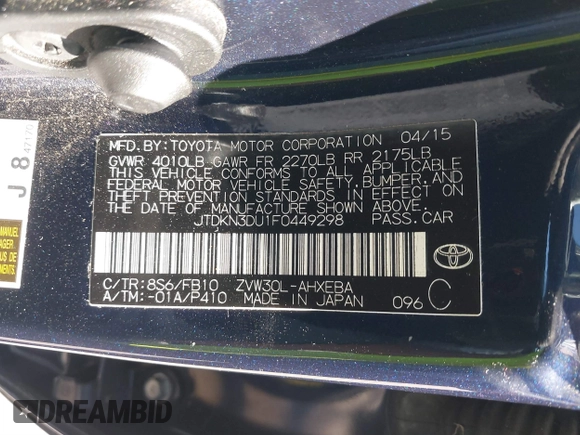 MFD. BY: TOYOTA MOTOR CORPORATION 04/15
GVWR 4010LB GAWR FR 2270LB RR 2175LB
THIS VEHICLE CONFORMS TO ALL APPLICABLE
FEDERAL MOTOR VEHICLE SAFETY, BUMPER, AND
THEFT PREVENTION STANDARDS IN EFFECT ON
THE DATE OF MANUFACTURE SHOWN ABOVE.
JTDKN3DU1F0449298 PASS. CAR
C/TR: 8S6/FB10 ZVW30L-AHXEBA
A/TM: -01A/P410 MADE IN JAPAN 096 C
J 8
MANUEL
DREAMBID